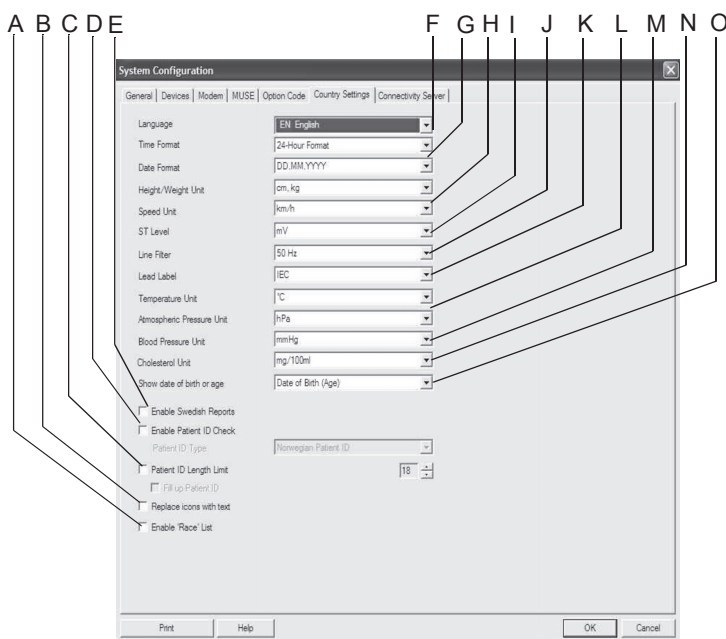 A B C D E F G H I J K L M N O
System Configuration
General Devices Modem MUSE Option Code Country Settings Connectivity Server
Language EN English
Time Format 24-Hour Format
Date Format DD.MM.YYYY
Height/Weight Unit cm, kg
Speed Unit km/h
ST Level mV
Line Filter 50 Hz
Lead Label IEC
Temperature Unit °C
Atmospheric Pressure Unit hPa
Blood Pressure Unit mmHg
Cholesterol Unit mg/100ml
Show date of birth or age Date of Birth (Age)
Enable Swedish Reports
Enable Patient ID Check
Patient ID Type Norwegian Patient ID
Patient ID Length Limit 18
Fill up Patient ID
Replace icons with text
Enable 'Race' List
Print Help OK Cancel